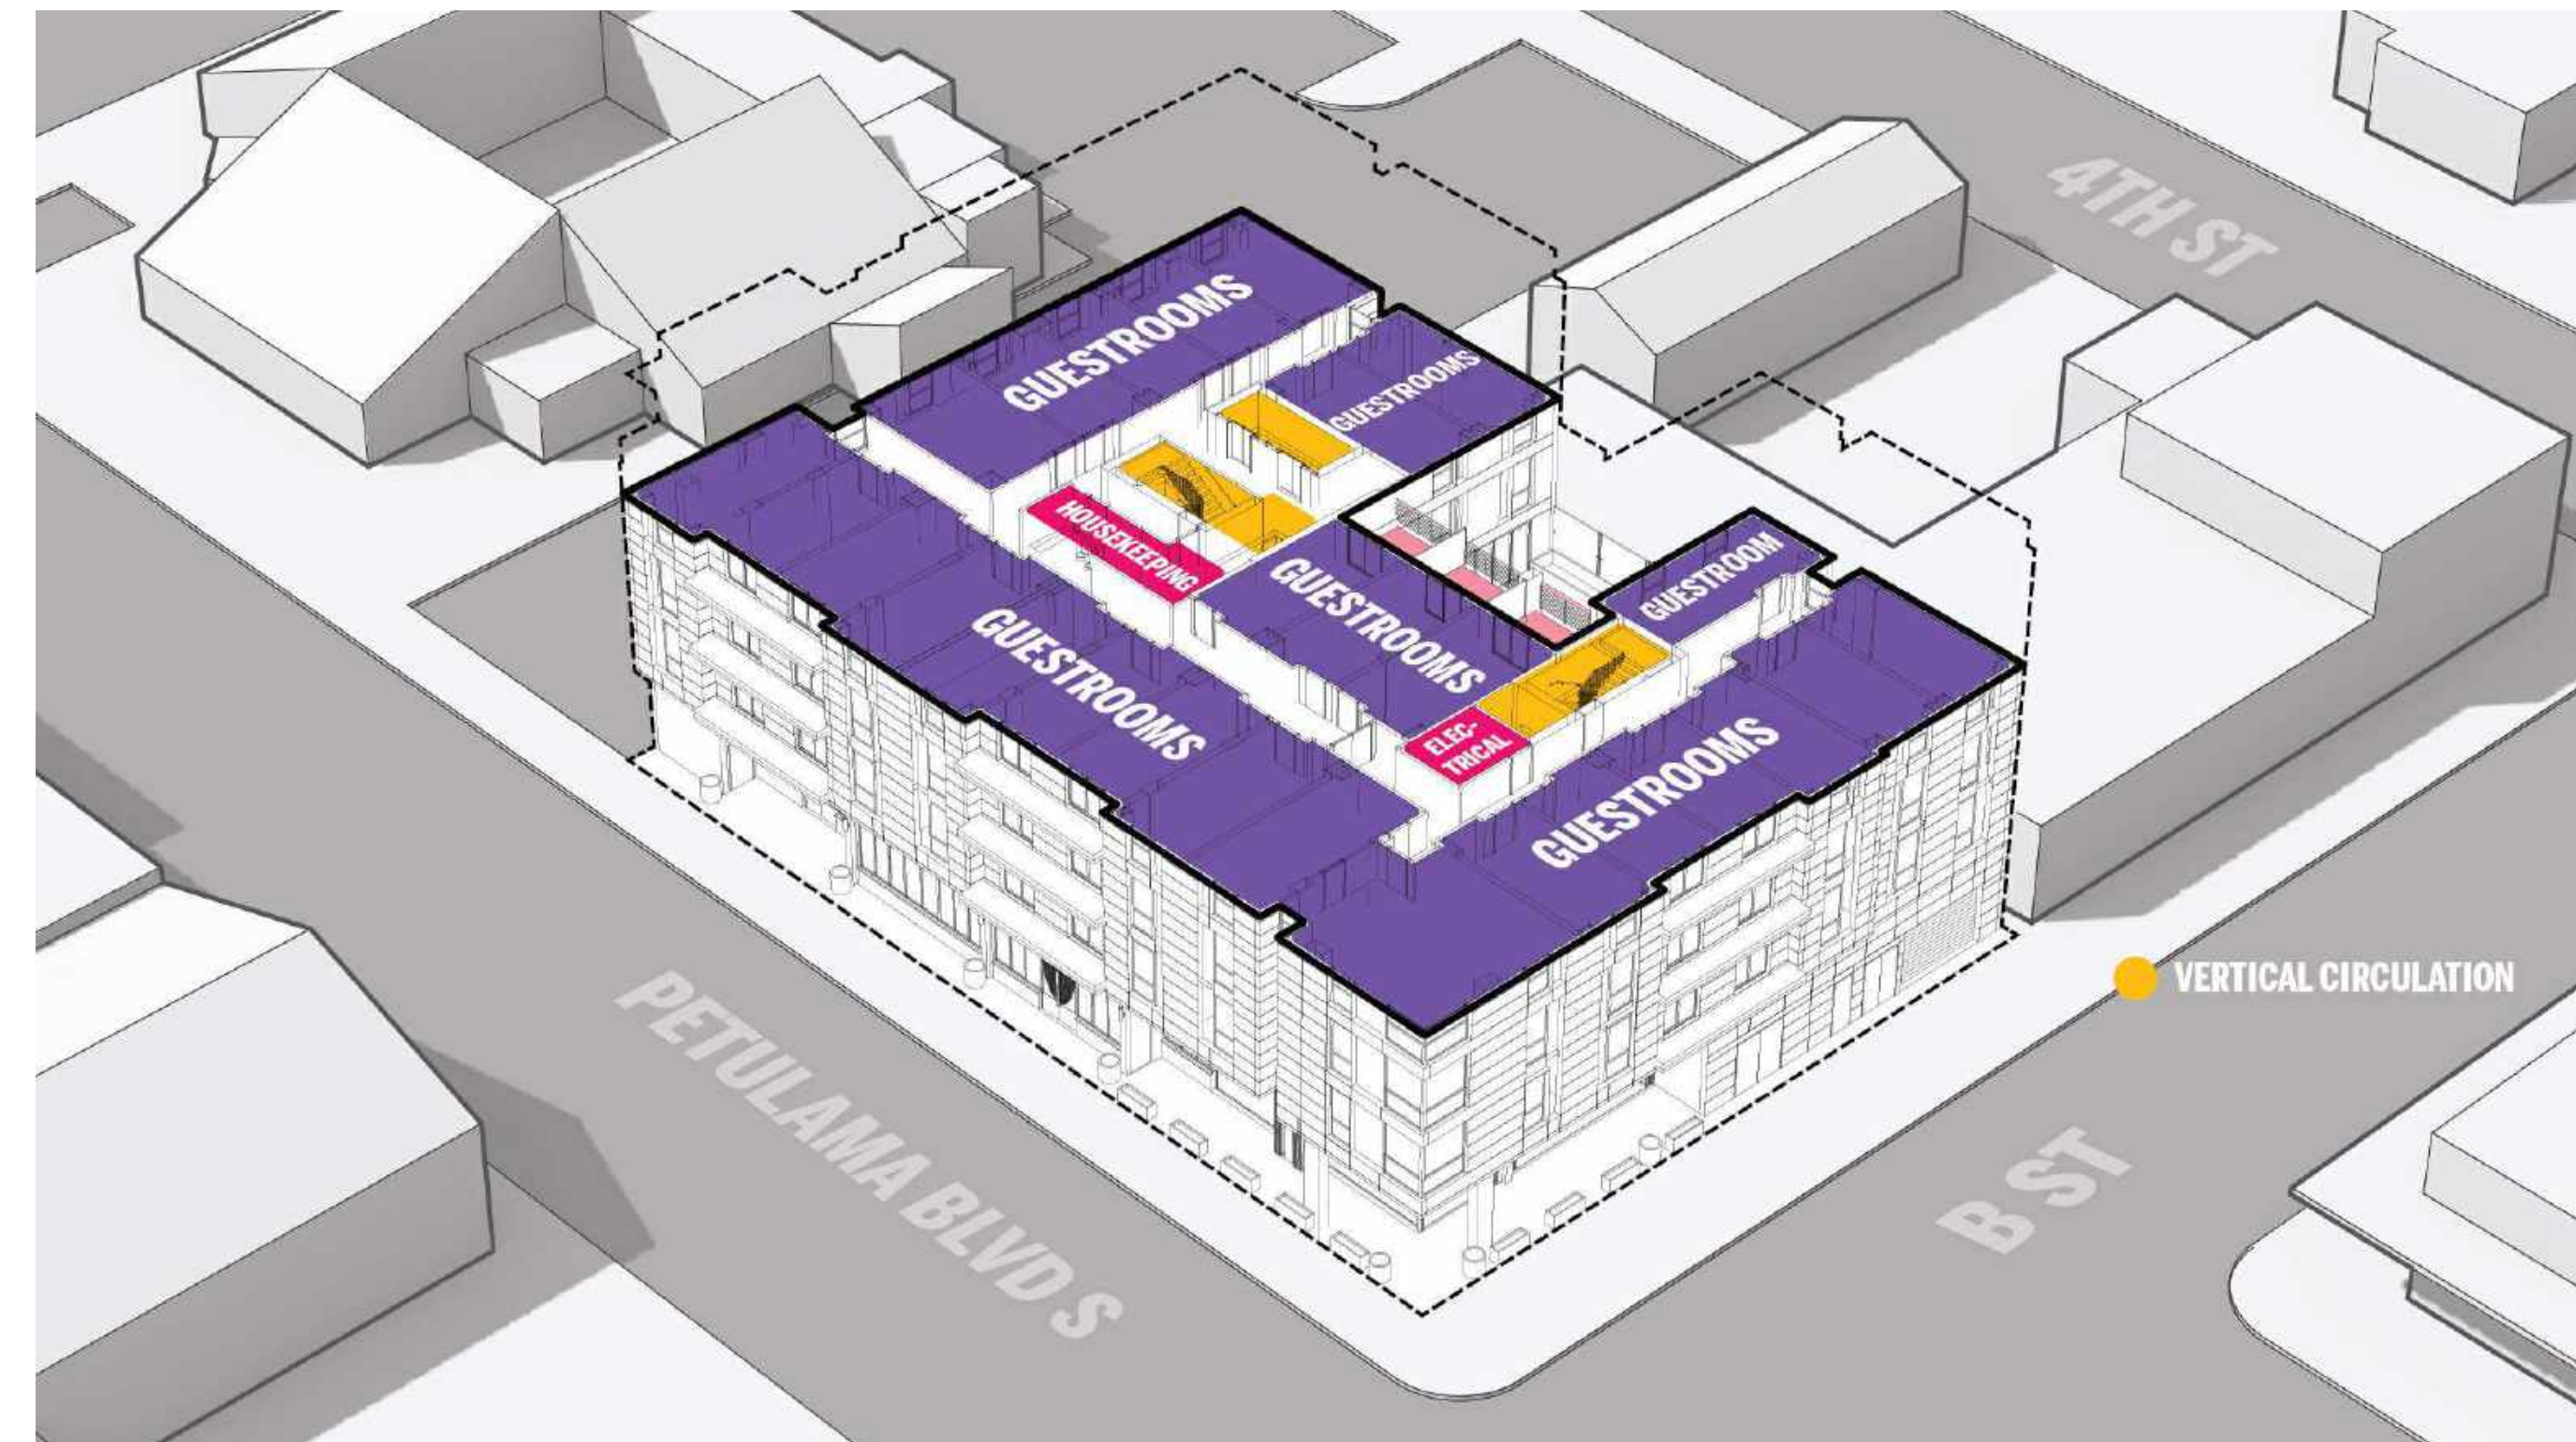 4TH ST
GUESTROOMS
GUESTROOMS
HOUSEKEEPING
GUESTROOMS
GUESTROOM
GUESTROOMS
ELEC-
TRICAL
GUESTROOMS
VERTICAL CIRCULATION
PETULAMA BLVD S
B ST